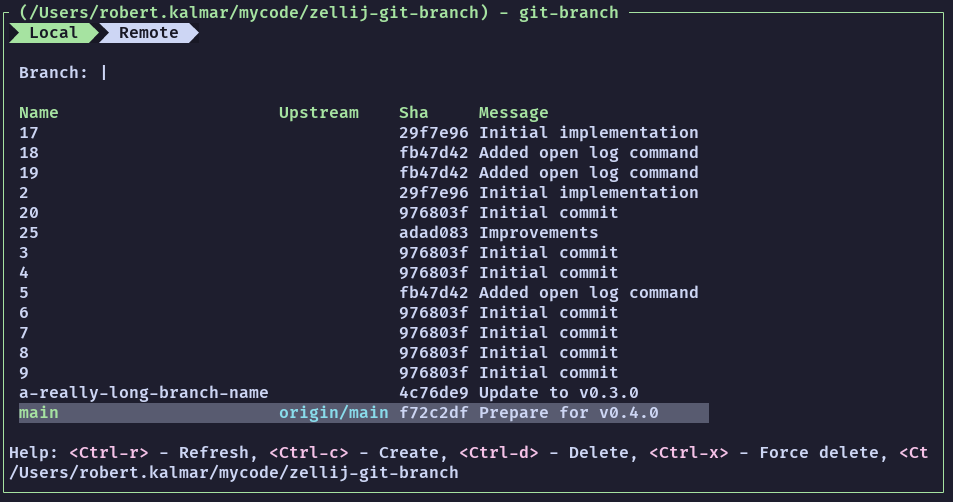 (/Users/robert.kalmar/mycode/zellij-git-branch) - git-branch
Local Remote
Branch: |
Name Upstream Sha Message
17 29f7e96 Initial implementation
18 fb47d42 Added open log command
19 fb47d42 Added open log command
2 29f7e96 Initial implementation
20 976803f Initial commit
25 adad083 Improvements
3 976803f Initial commit
4 976803f Initial commit
5 fb47d42 Added open log command
6 976803f Initial commit
7 976803f Initial commit
8 976803f Initial commit
9 976803f Initial commit
a-really-long-branch-name 4c76de9 Update to v0.3.0
main origin/main f72c2df Prepare for v0.4.0
Help: <Ctrl-r> - Refresh, <Ctrl-c> - Create, <Ctrl-d> - Delete, <Ctrl-x> - Force delete, <Ct
/Users/robert.kalmar/mycode/zellij-git-branch